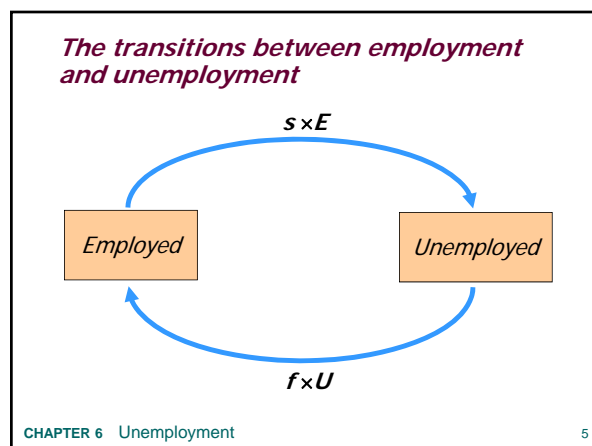 The transitions between employment
and unemployment
s × E
Employed
Unemployed
f × U
CHAPTER 6 Unemployment 5